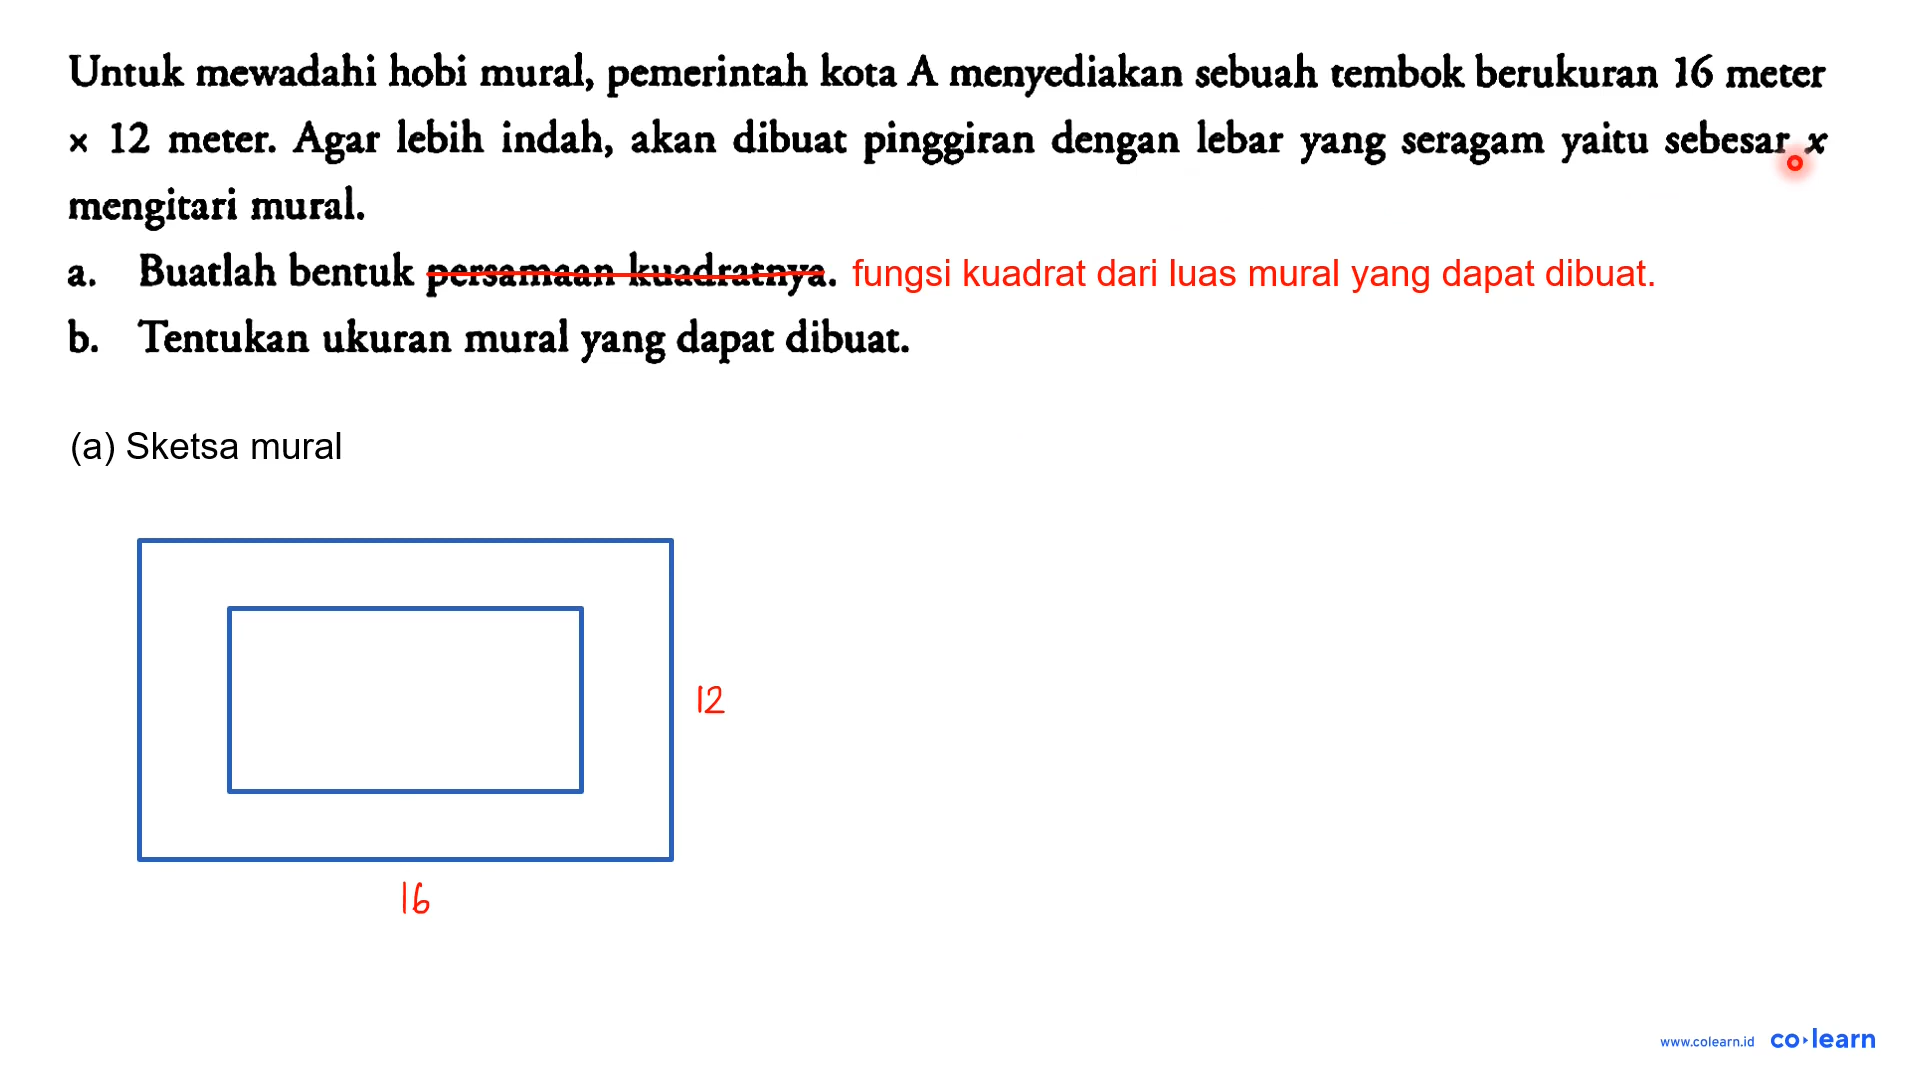 Untuk mewadahi hobi mural, pemerintah kota A menyediakan sebuah tembok berukuran 16 meter
× 12 meter. Agar lebih indah, akan dibuat pinggiran dengan lebar yang seragam yaitu sebesar x
mengitari mural.
a. Buatlah bentuk persamaan kuadratnya. fungsi kuadrat dari luas mural yang dapat dibuat.
b. Tentukan ukuran mural yang dapat dibuat.
(a) Sketsa mural
12
16
www.colearn.id co learn